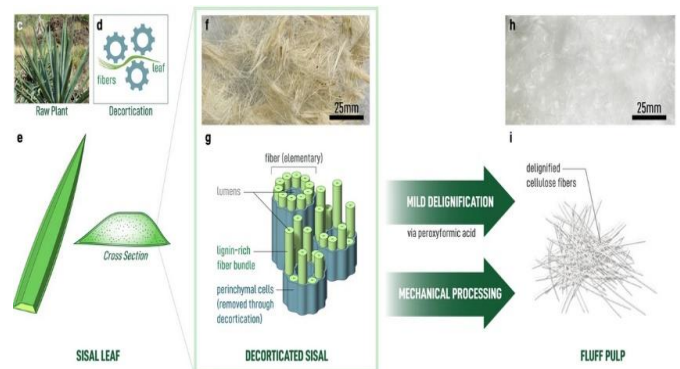 c
Raw Plant
d
fibers
leaf
Decortication
e
Cross Section
SISAL LEAF
f
25mm
g
fiber (elementary)
lumens
lignin-rich
fiber bundle
perinchymal cells
(removed through
decortication)
DECORTICATED SISAL
MILD DELIGNIFICATION
via peroxyformic acid
MECHANICAL PROCESSING
h
25mm
i
delignified
cellulose fibers
FLUFF PULP